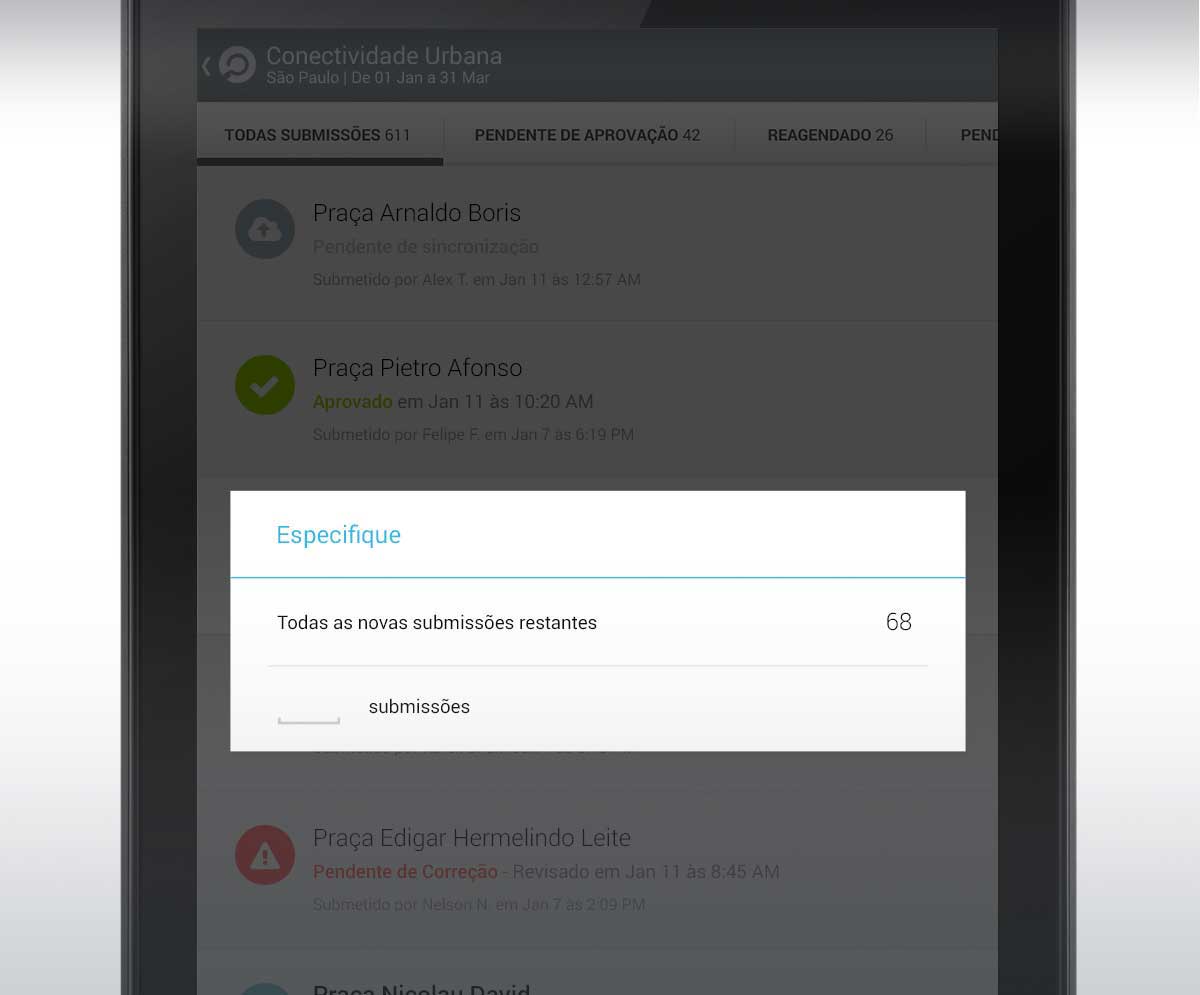 Conectividade Urbana
São Paulo | De 01 Jan a 31 Mar
TODAS SUBMISSÕES 611
PENDENTE DE APROVAÇÃO 42
REAGENDADO 26
PEND
Praça Arnaldo Boris
Pendente de sincronização
Submetido por Alex T. em Jan 11 às 12:57 AM
Praça Pietro Afonso
Aprovado em Jan 11 às 10:20 AM
Submetido por Felipe F. em Jan 7 às 6:19 PM
Especifique
Todas as novas submissões restantes 68
submissões
Praça Edigar Hermelindo Leite
Pendente de Correção - Revisado em Jan 11 às 8:45 AM
Submetido por Nelson N. em Jan 7 às 2:09 PM
Praça Nicolau David